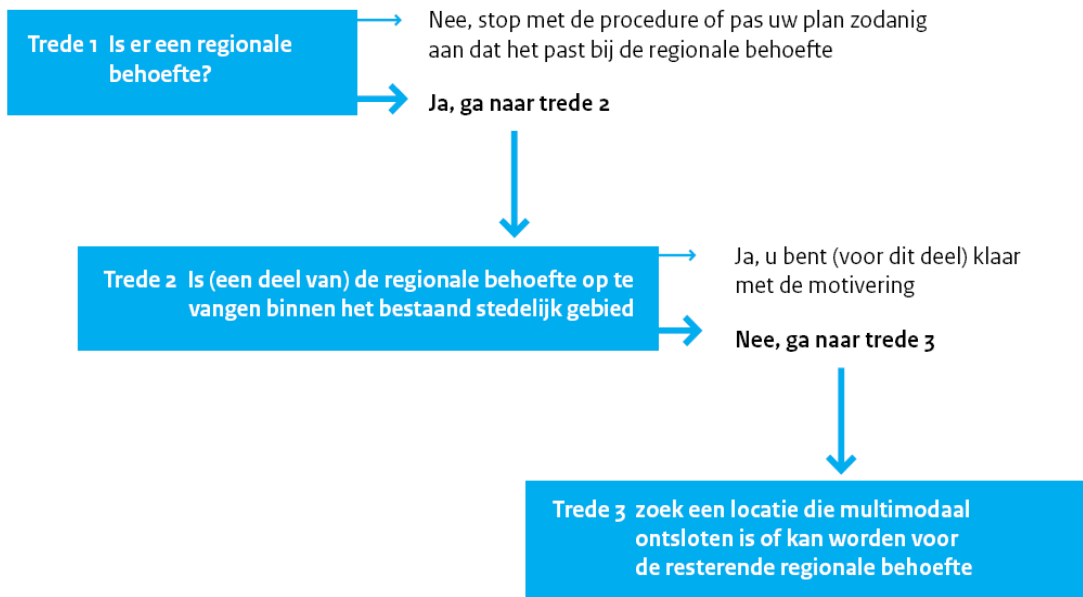 Trede 1 Is er een regionale
behoefte?
Nee, stop met de procedure of pas uw plan zodanig
aan dat het past bij de regionale behoefte
Ja, ga naar trede 2
Trede 2 Is (een deel van) de regionale behoefte op te
vangen binnen het bestaand stedelijk gebied
Ja, u bent (voor dit deel) klaar
met de motivering
Nee, ga naar trede 3
Trede 3 zoek een locatie die multimodaal
ontsloten is of kan worden voor
de resterende regionale behoefte